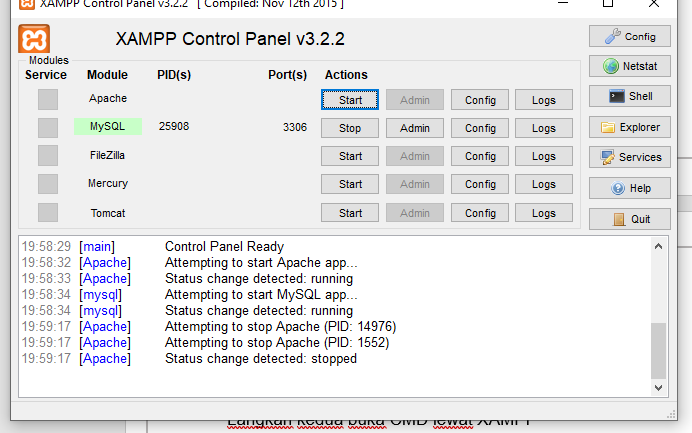 XAMPP Control Panel v3.2.2 [ Compiled: Nov 12th 2015 ]
XAMPP Control Panel v3.2.2
Config
Modules
Service Module PID(s) Port(s) Actions
Netstat
Apache Start Admin Config Logs
Shell
MySQL 25908 3306 Stop Admin Config Logs
Explorer
FileZilla Start Admin Config Logs
Services
Mercury Start Admin Config Logs
Help
Tomcat Start Admin Config Logs
Quit
19:58:29 [main] Control Panel Ready
19:58:32 [Apache] Attempting to start Apache app...
19:58:33 [Apache] Status change detected: running
19:58:34 [mysql] Attempting to start MySQL app...
19:58:34 [mysql] Status change detected: running
19:59:17 [Apache] Attempting to stop Apache (PID: 14976)
19:59:17 [Apache] Attempting to stop Apache (PID: 1552)
19:59:17 [Apache] Status change detected: stopped
kedua buka CMD lewat